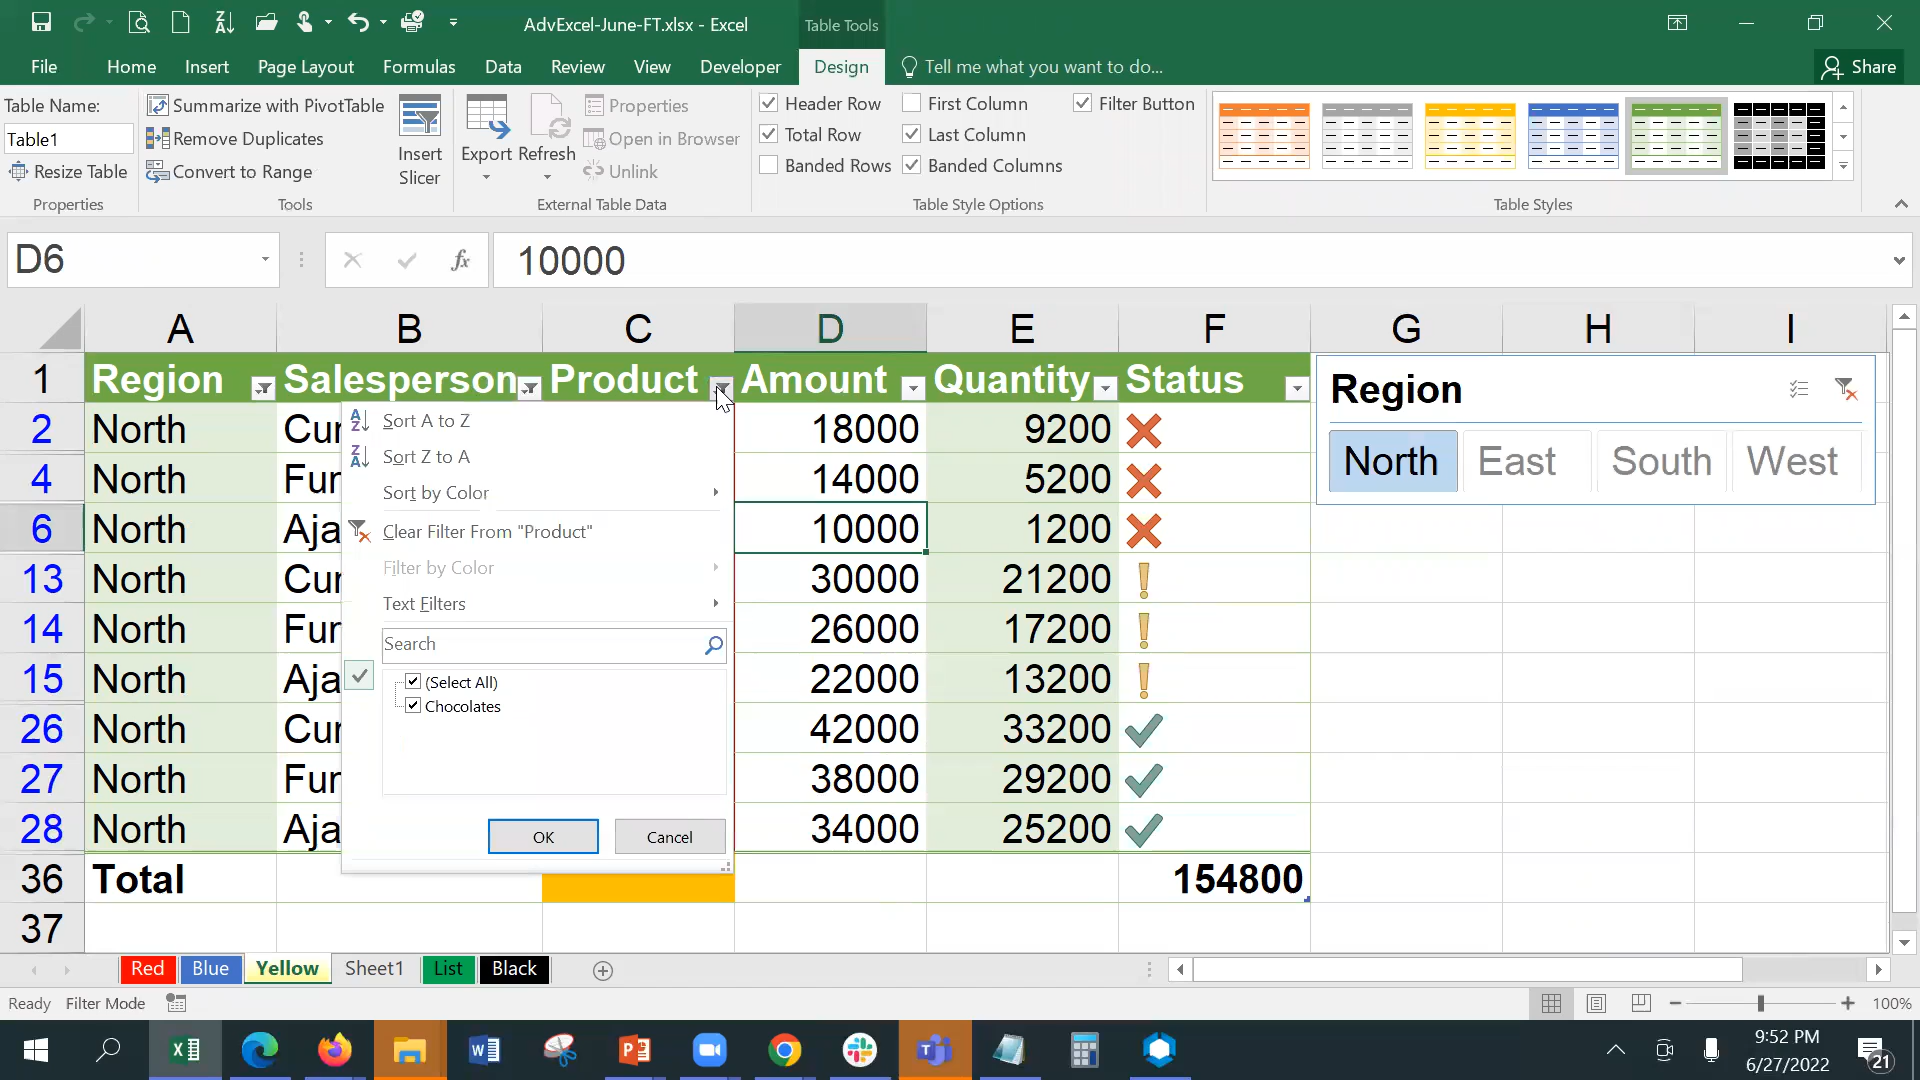 AdvExcel-June-FT.xlsx - Excel
Table Tools
File Home Insert Page Layout Formulas Data Review View Developer Design Tell me what you want to do... Share
Table Name:
Table1
Resize Table
Properties
Summarize with PivotTable
Remove Duplicates
Convert to Range
Tools
Insert
Slicer
Export Refresh
Properties
Open in Browser
Unlink
External Table Data
Header Row First Column Filter Button
Total Row Last Column
Banded Rows Banded Columns
Table Style Options
Table Styles
D6 fx 10000
A B C D E F G H I
1 Region Salesperson Product Amount Quantity Status
2 North Cur 18000 9200
4 North Fur 14000 5200
6 North Aja 10000 1200
13 North Cur 30000 21200
14 North Fur 26000 17200
15 North Aja 22000 13200
26 North Cur 42000 33200
27 North Fur 38000 29200
28 North Aja 34000 25200
36 Total 154800
37
Sort A to Z
Sort Z to A
Sort by Color
Clear Filter From "Product"
Filter by Color
Text Filters
Search
(Select All)
Chocolates
OK Cancel
Region
North East South West
Red Blue Yellow Sheet1 List Black
Ready Filter Mode 100%
9:52 PM
6/27/2022
21